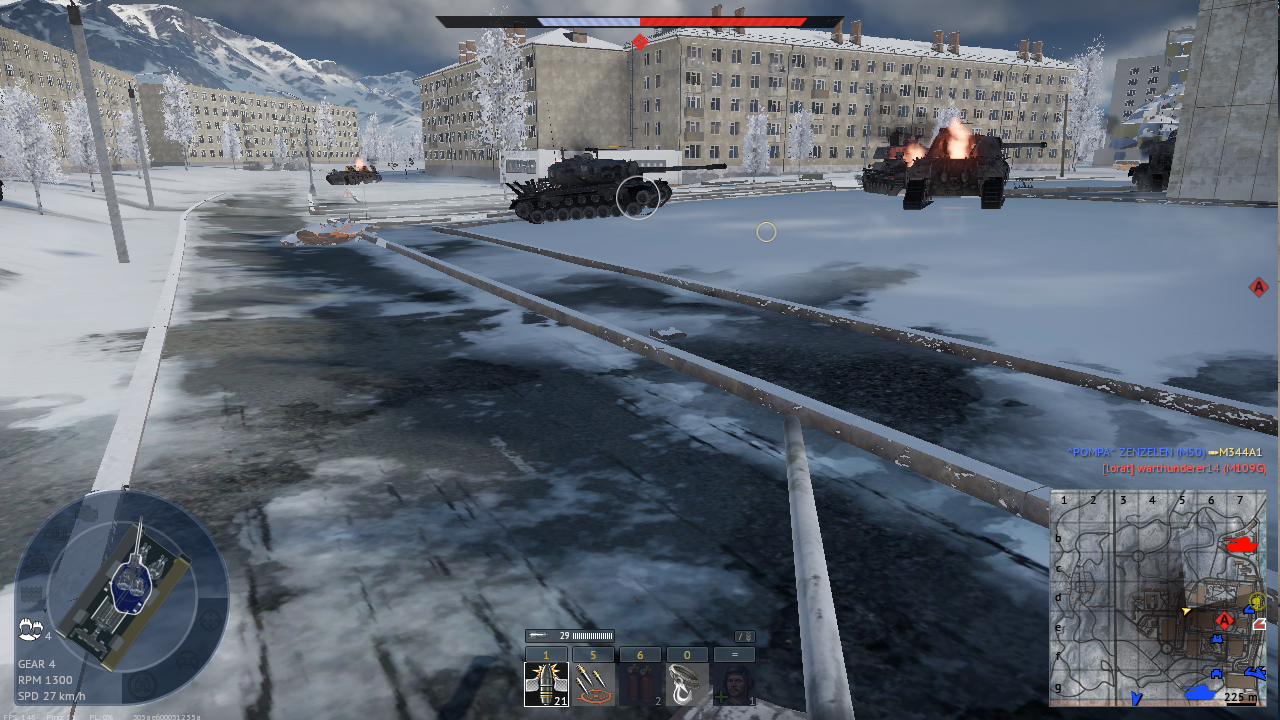 A
"POMPA" ZENZELEN (M50) M344A1
[Lorat] warthunderer14 (M109G)
1 2 3 4 5 6 7
b
c
d
e
f
g
A
225 m
4
GEAR 4
RPM 1300
SPD 27 km/h
29
1 5 6 0 =
21 2 1